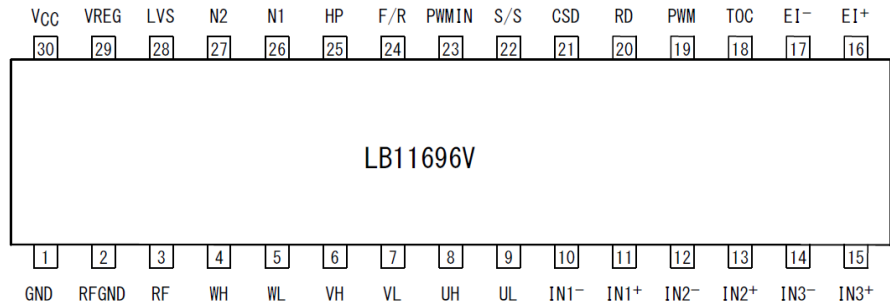 VCC VREG LVS N2 N1 HP F/R PWMIN S/S CSD RD PWM TOC EI− EI+
30 29 28 27 26 25 24 23 22 21 20 19 18 17 16
LB11696V
1 2 3 4 5 6 7 8 9 10 11 12 13 14 15
GND RFGND RF WH WL VH VL UH UL IN1− IN1+ IN2− IN2+ IN3− IN3+